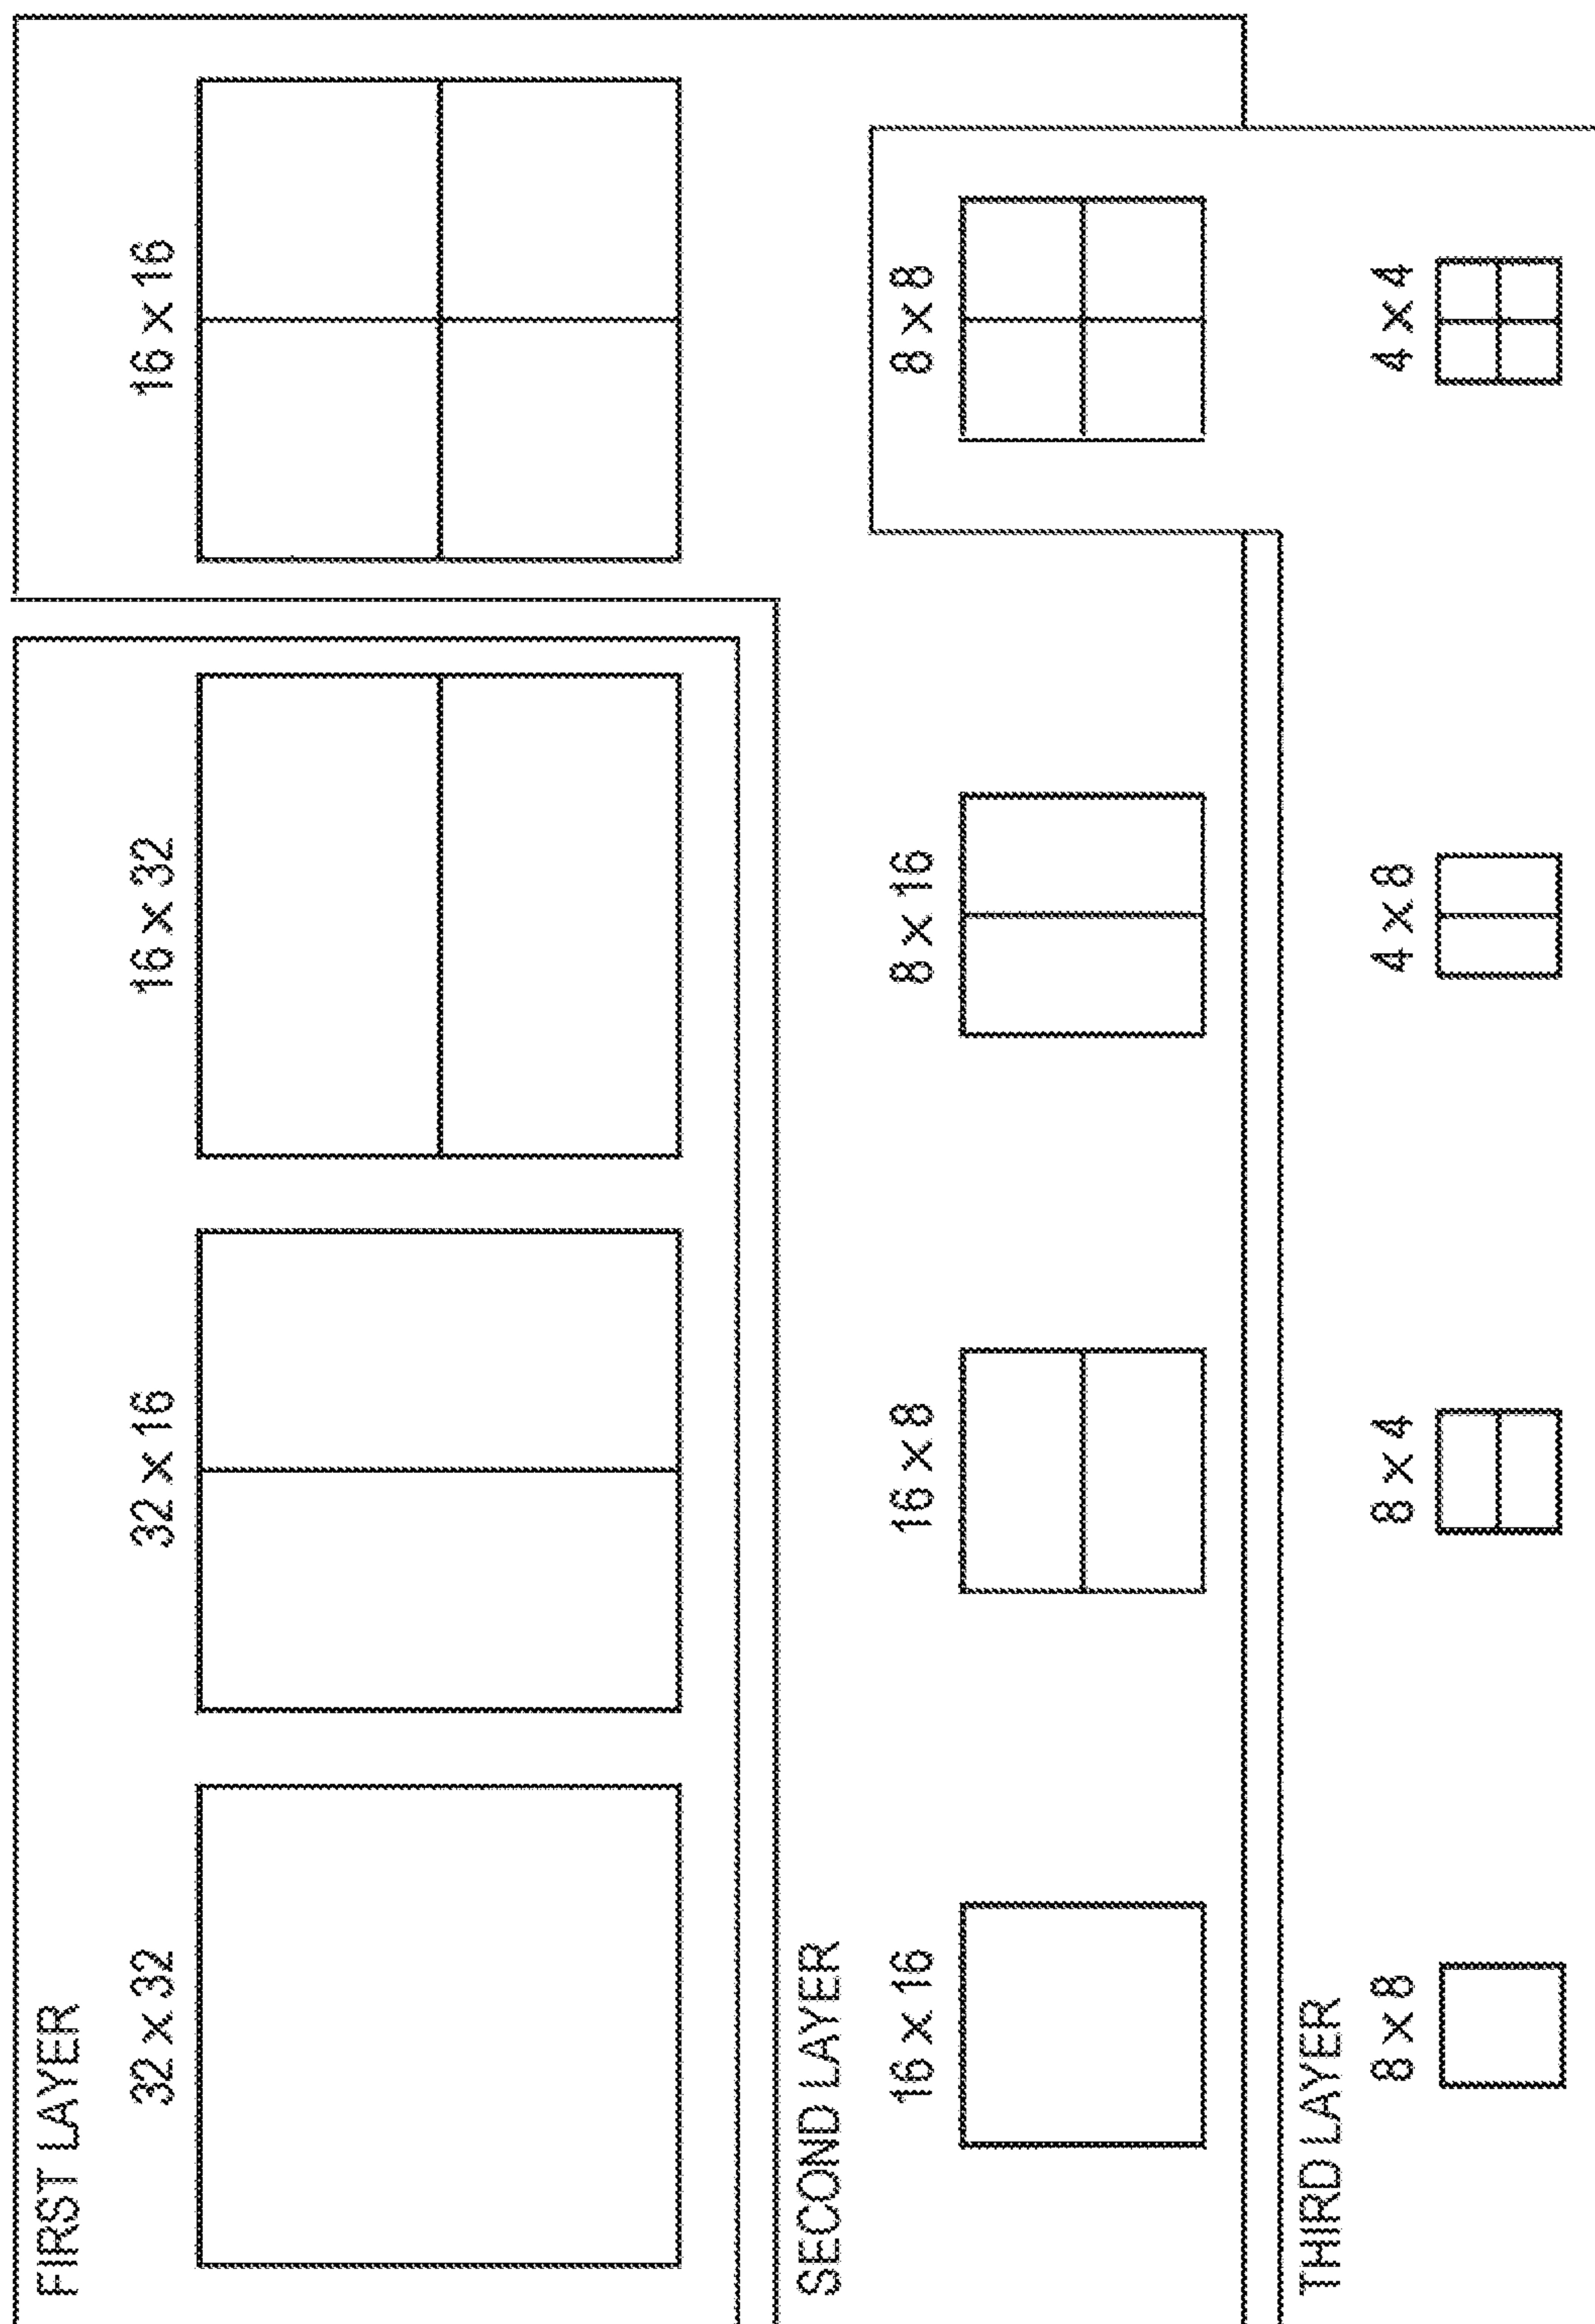 FIRST LAYER
32 x 32
32 x 16
16 x 32
16 x 16
SECOND LAYER
16 x 16
16 x 8
8 x 16
8 x 8
THIRD LAYER
8 x 8
8 x 4
4 x 8
4 x 4